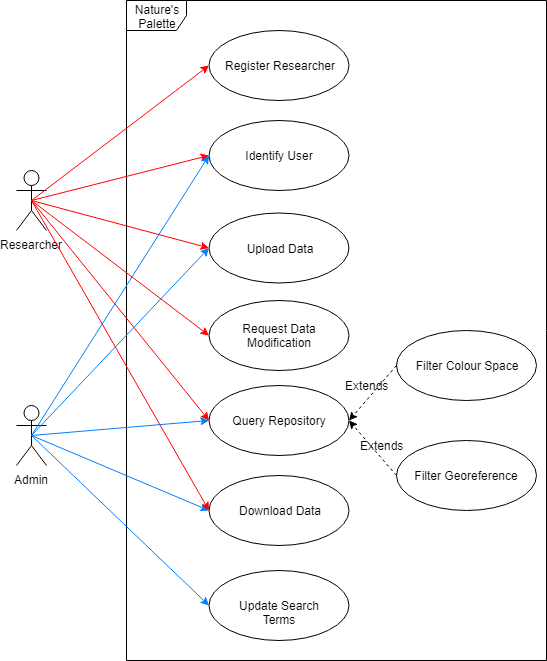 Nature's
Palette
Register Researcher
Identify User
Researcher
Upload Data
Request Data
Modification
Filter Colour Space
Extends
Query Repository
Extends
Filter Georeference
Admin
Download Data
Update Search
Terms